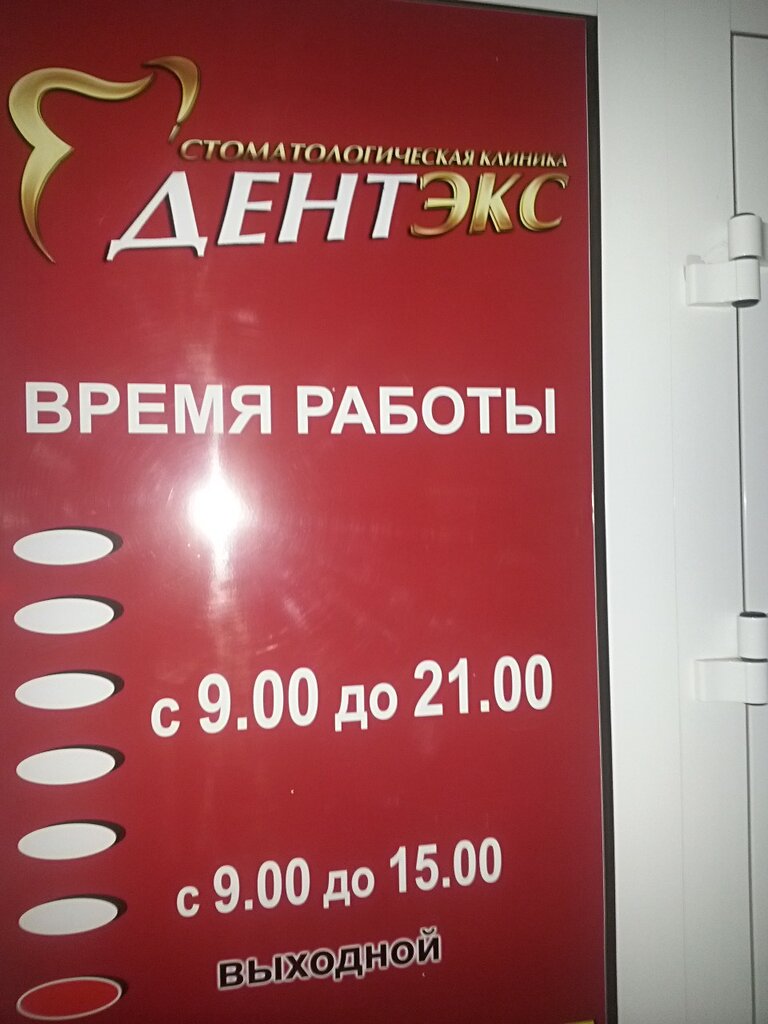 СТОМАТОЛОГИЧЕСКАЯ КЛИНИКА
ДЕНТЭКС
ВРЕМЯ РАБОТЫ
с 9.00 до 21.00
с 9.00 до 15.00
выходной